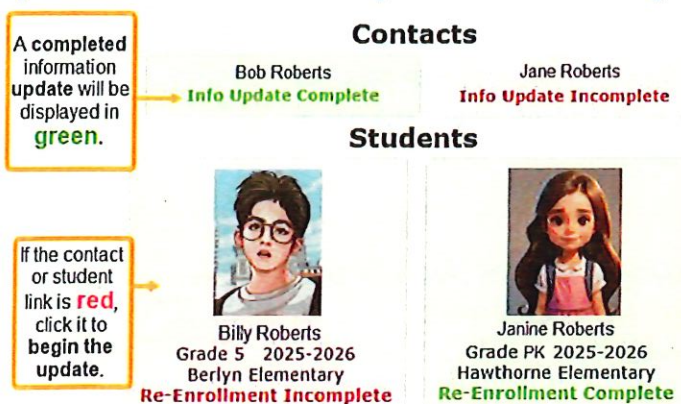 A completed
information
update will be
displayed in
green.
Contacts
Bob Roberts
Info Update Complete
Jane Roberts
Info Update Incomplete
Students
If the contact
or student
link is red,
click it to
begin the
update.
Billy Roberts
Grade 5 2025-2026
Berlyn Elementary
Re-Enrollment Incomplete
Janine Roberts
Grade PK 2025-2026
Hawthorne Elementary
Re-Enrollment Complete